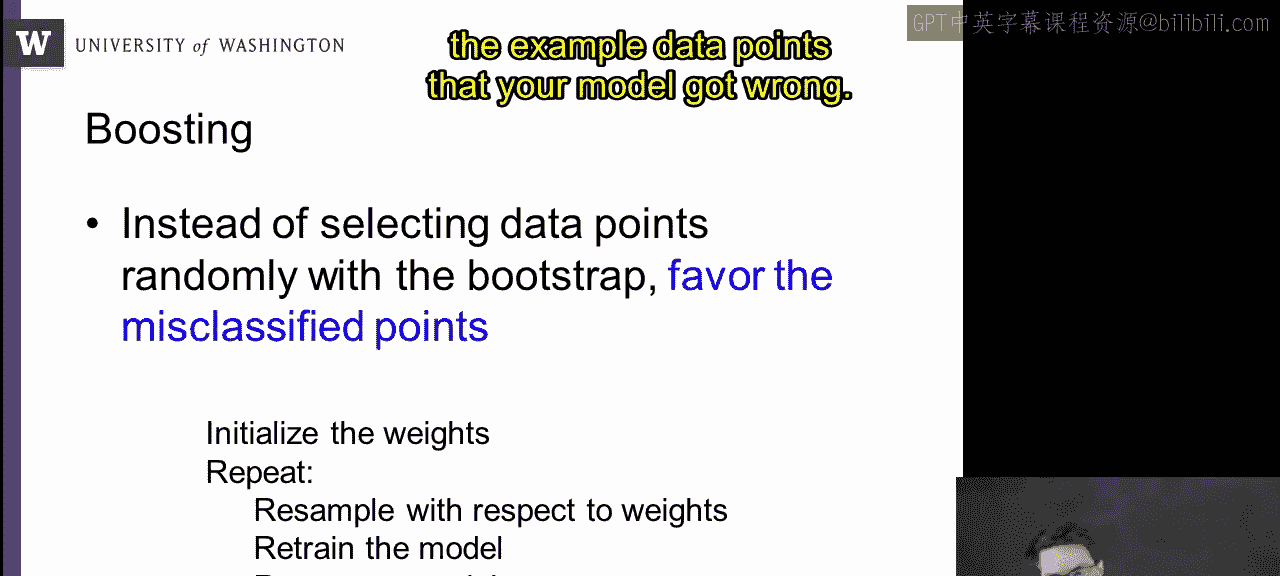 W UNIVERSITY of WASHINGTON
GPT中英字幕课程资源@bilibili.com
the example data points
that your model got wrong.
Boosting
• Instead of selecting data points
randomly with the bootstrap, favor the
misclassified points
Initialize the weights
Repeat:
Resample with respect to weights
Retrain the model